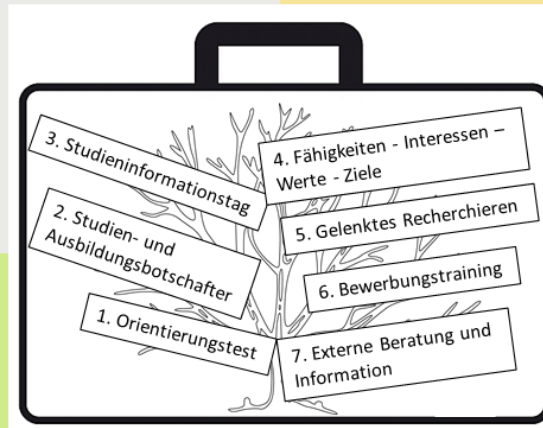 3. Studieninformationstag
2. Studien- und
Ausbildungsbotschafter
1. Orientierungstest
4. Fähigkeiten - Interessen –
Werte - Ziele
5. Gelenktes Recherchieren
6. Bewerbungstraining
7. Externe Beratung und
Information